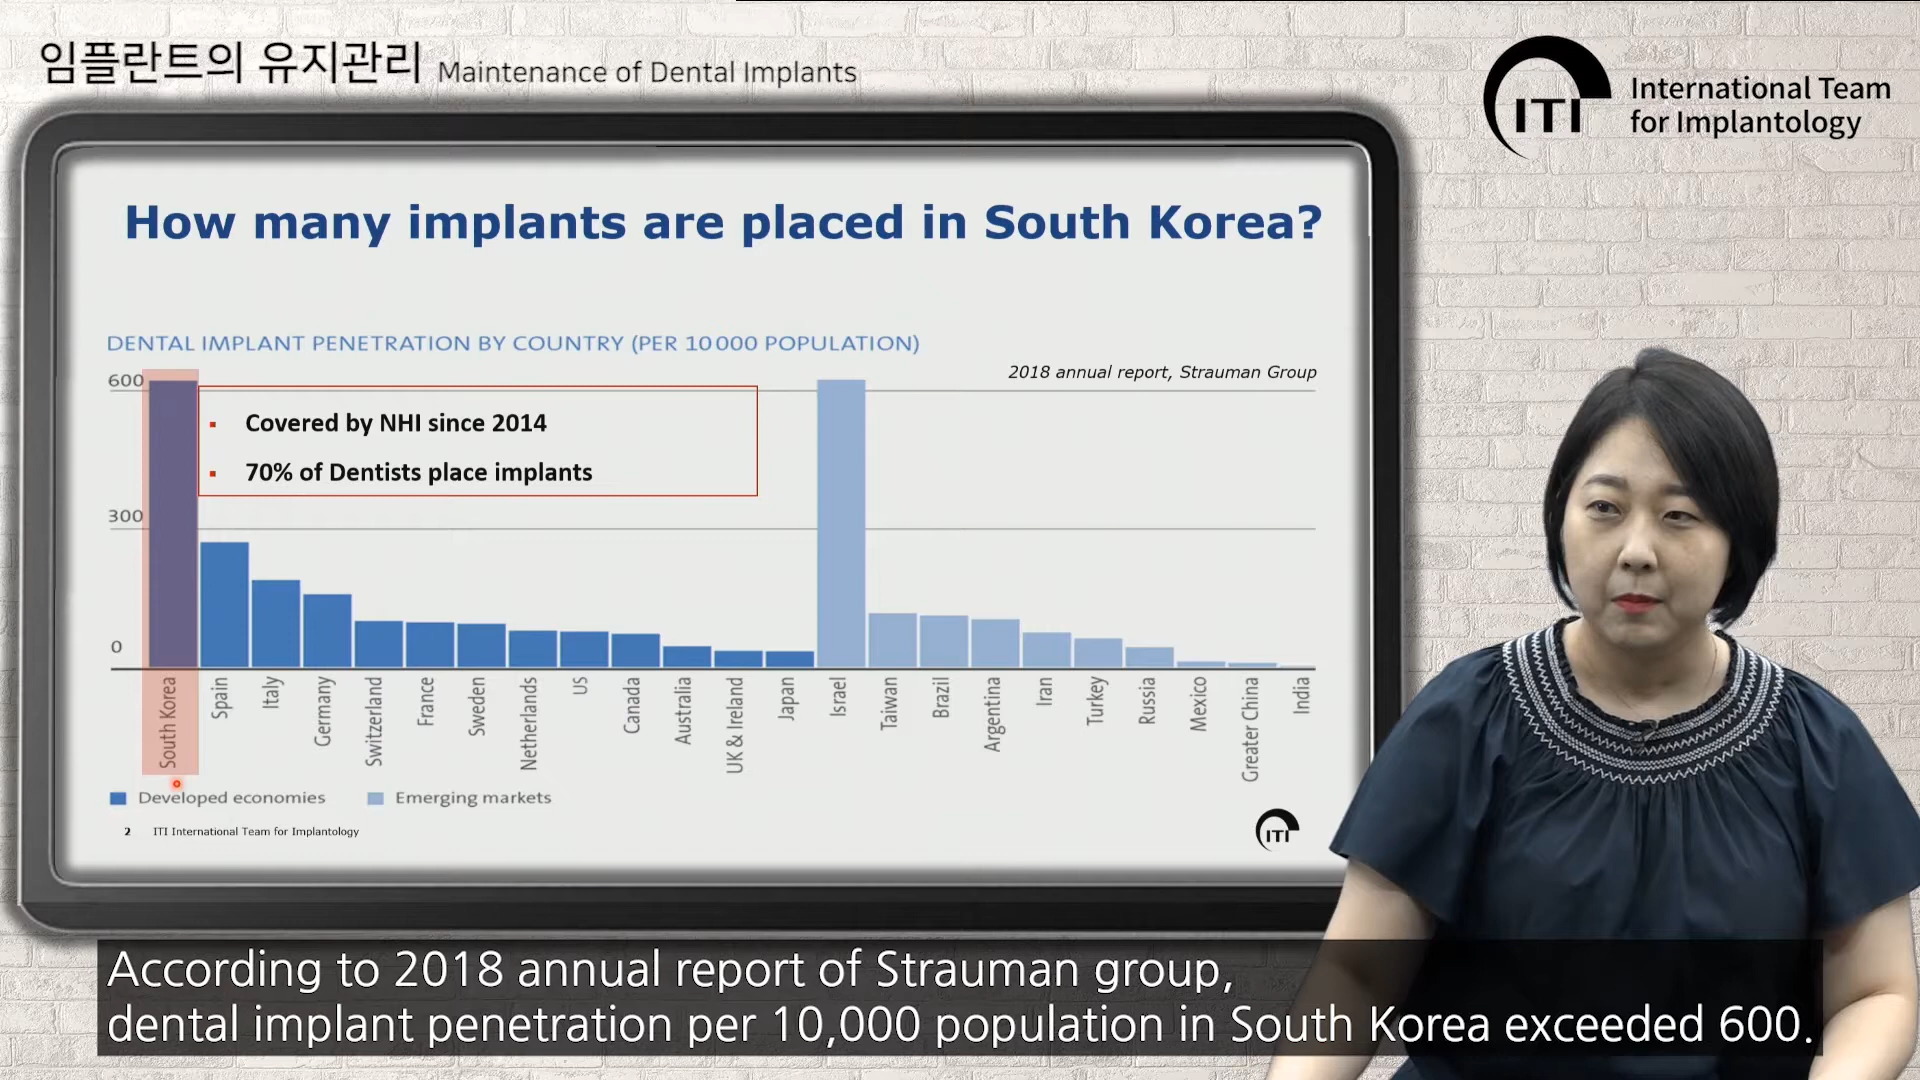 임플란트의 유지관리 Maintenance of Dental Implants
ITI International Team
for Implantology
How many implants are placed in South Korea?
DENTAL IMPLANT PENETRATION BY COUNTRY (PER 10 000 POPULATION)
2018 annual report, Strauman Group
600
▪ Covered by NHI since 2014
▪ 70% of Dentists place implants
300
0
South Korea
Spain
Italy
Germany
Switzerland
France
Sweden
Netherlands
US
Canada
Australia
UK & Ireland
Japan
Israel
Taiwan
Brazil
Argentina
Iran
Turkey
Russia
Mexico
Greater China
India
Developed economies Emerging markets
2 ITI International Team for Implantology
ITI
According to 2018 annual report of Strauman group,
dental implant penetration per 10,000 population in South Korea exceeded 600.